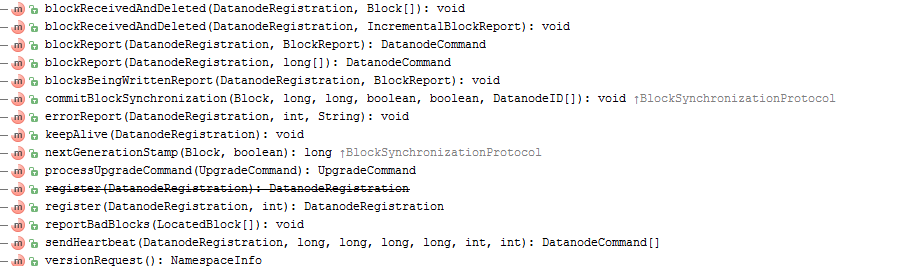 blockReceivedAndDeleted(DatanodeRegistration, Block[]): void
blockReceivedAndDeleted(DatanodeRegistration, IncrementalBlockReport): void
blockReport(DatanodeRegistration, BlockReport): DatanodeCommand
blockReport(DatanodeRegistration, long[]): DatanodeCommand
blocksBeingWrittenReport(DatanodeRegistration, BlockReport): void
commitBlockSynchronization(Block, long, long, boolean, boolean, DatanodeID[]): void ↑BlockSynchronizationProtocol
errorReport(DatanodeRegistration, int, String): void
keepAlive(DatanodeRegistration): void
nextGenerationStamp(Block, boolean): long ↑BlockSynchronizationProtocol
processUpgradeCommand(UpgradeCommand): UpgradeCommand
register(DatanodeRegistration): DatanodeRegistration
register(DatanodeRegistration, int): DatanodeRegistration
reportBadBlocks(LocatedBlock[]): void
sendHeartbeat(DatanodeRegistration, long, long, long, long, int, int): DatanodeCommand[]
versionRequest(): NamespaceInfo